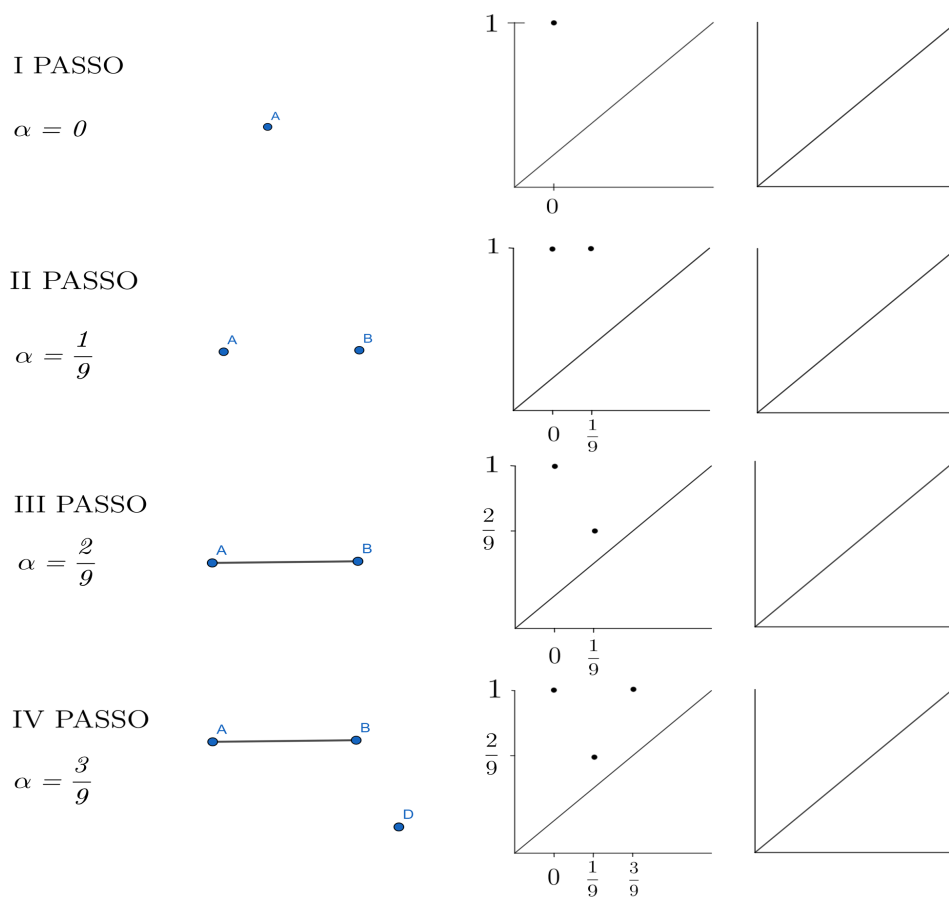 I PASSO
α = 0
A
1
0
II PASSO
α = 1/9
A B
1
0 1/9
III PASSO
α = 2/9
A B
1
2/9
0 1/9
IV PASSO
α = 3/9
A B
D
1
2/9
0 1/9 3/9